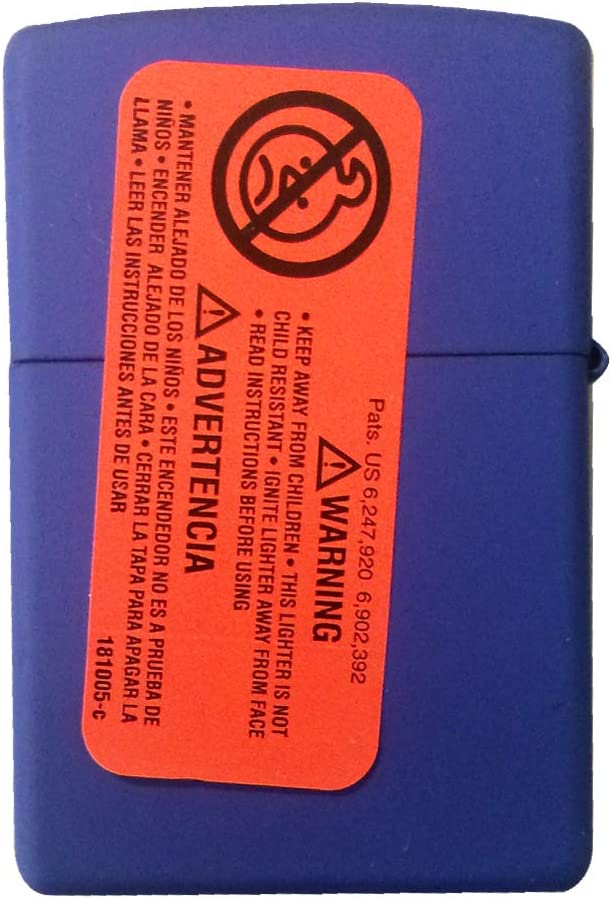 Pats. US 6,247,920 6,902,392
⚠WARNING
• KEEP AWAY FROM CHILDREN • THIS LIGHTER IS NOT
CHILD RESISTANT • IGNITE LIGHTER AWAY FROM FACE
• READ INSTRUCTIONS BEFORE USING
⚠ADVERTENCIA
• MANTENER ALEJADO DE LOS NIÑOS • ESTE ENCENDEDOR NO ES A PRUEBA DE
NIÑOS • ENCENDER ALEJADO DE LA CARA • CERRAR LA TAPA PARA APAGAR LA
LLAMA • LEER LAS INSTRUCCIONES ANTES DE USAR
181005-c